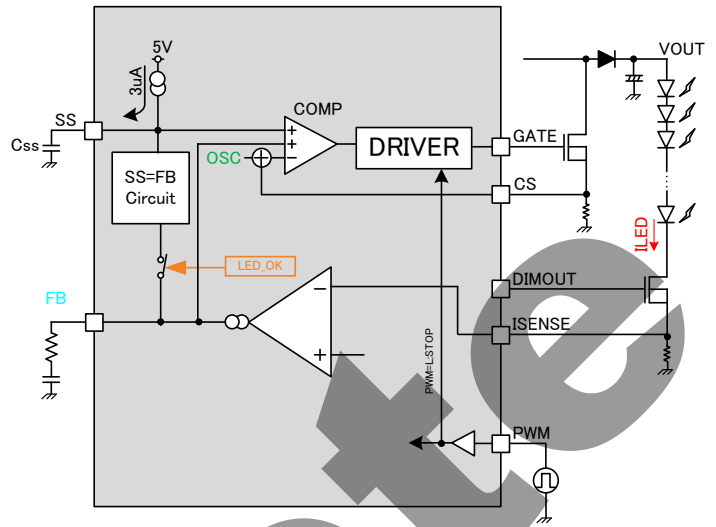 5V
3uA
VOUT
SS
COMP
Css
OSC
DRIVER
GATE
SS=FB
Circuit
CS
ILED
LED_OK
FB
DIMOUT
ISENSE
PWM=L:STOP
PWM
te